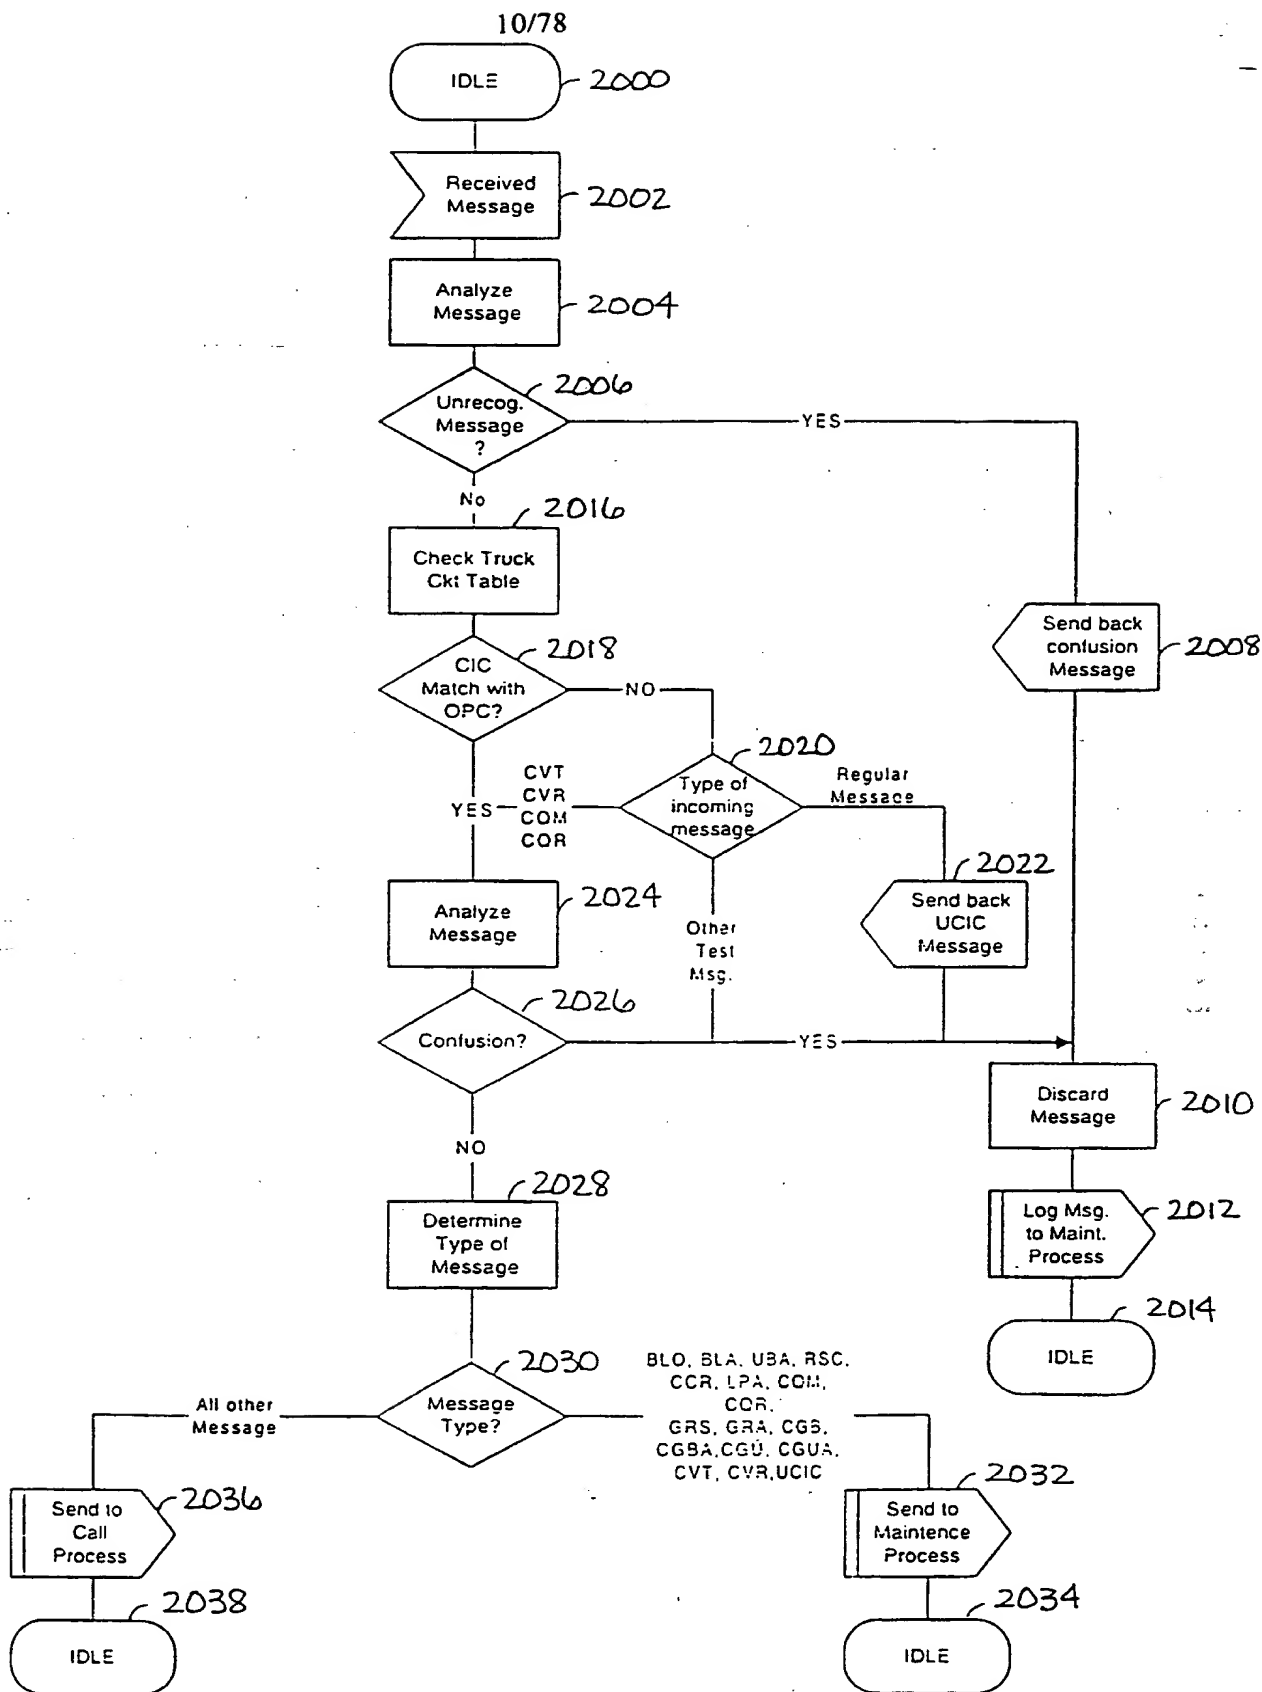 10/78
IDLE
2000
Received
Message
2002
Analyze
Message
2004
2006
Unrecog.
Message
?
YES
No
2016
Check Truck
Ckt Table
Send back
confusion
Message
2008
2018
CIC
Match with
OPC?
NO
2020
Type of
incoming
message
Regular
Message
CVT
CVR
COM
COR
YES
2022
Send back
UCIC
Message
2024
Analyze
Message
Other
Test
Msg.
2026
Confusion?
YES
Discard
Message
2010
NO
2028
Determine
Type of
Message
Log Msg.
to Maint.
Process
2012
2014
IDLE
2030
Message
Type?
BLO, BLA, UBA, RSC,
CCR, LPA, COM,
COR,
GRS, GRA, CGB,
CGBA,CGU, CGUA,
CVT, CVR,UCIC
All other
Message
2032
Send to
Maintence
Process
2036
Send to
Call
Process
2038
IDLE
2034
IDLE